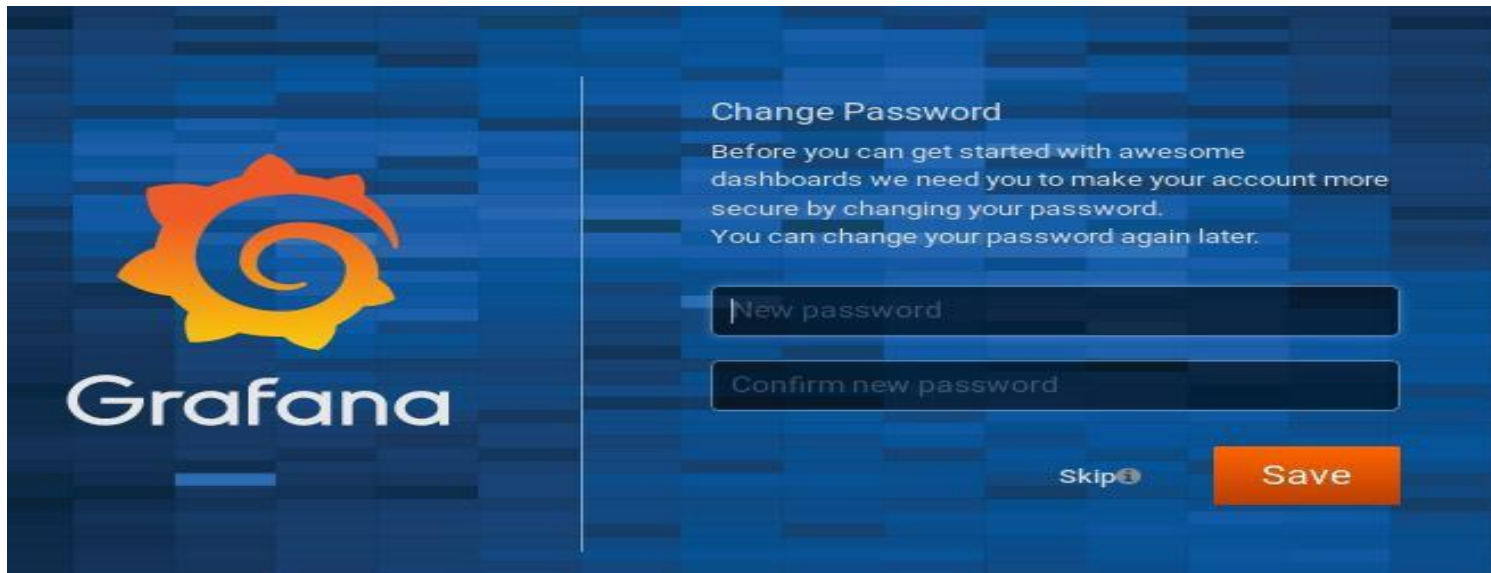 Grafana
Change Password
Before you can get started with awesome
dashboards we need you to make your account more
secure by changing your password.
You can change your password again later.
New password
Confirm new password
Skip
Save